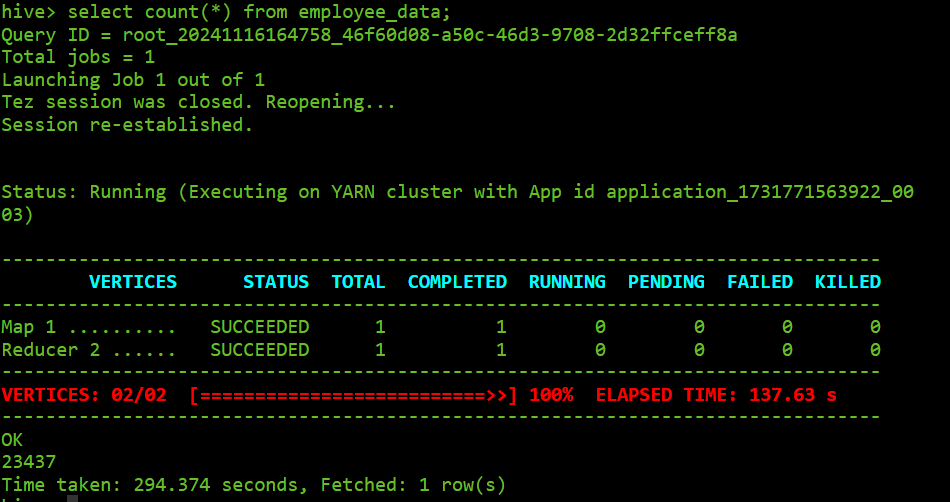 hive> select count(*) from employee_data;
Query ID = root_20241116164758_46f60d08-a50c-46d3-9708-2d32ffceff8a
Total jobs = 1
Launching Job 1 out of 1
Tez session was closed. Reopening...
Session re-established.
Status: Running (Executing on YARN cluster with App id application_1731771563922_00
03)
--------------------------------------------------------------------------------
        VERTICES      STATUS  TOTAL  COMPLETED  RUNNING  PENDING  FAILED  KILLED
--------------------------------------------------------------------------------
Map 1 ..........   SUCCEEDED      1          1        0        0       0       0
Reducer 2 ......   SUCCEEDED      1          1        0        0       0       0
--------------------------------------------------------------------------------
VERTICES: 02/02  [==========================>>] 100%  ELAPSED TIME: 137.63 s
--------------------------------------------------------------------------------
OK
23437
Time taken: 294.374 seconds, Fetched: 1 row(s)